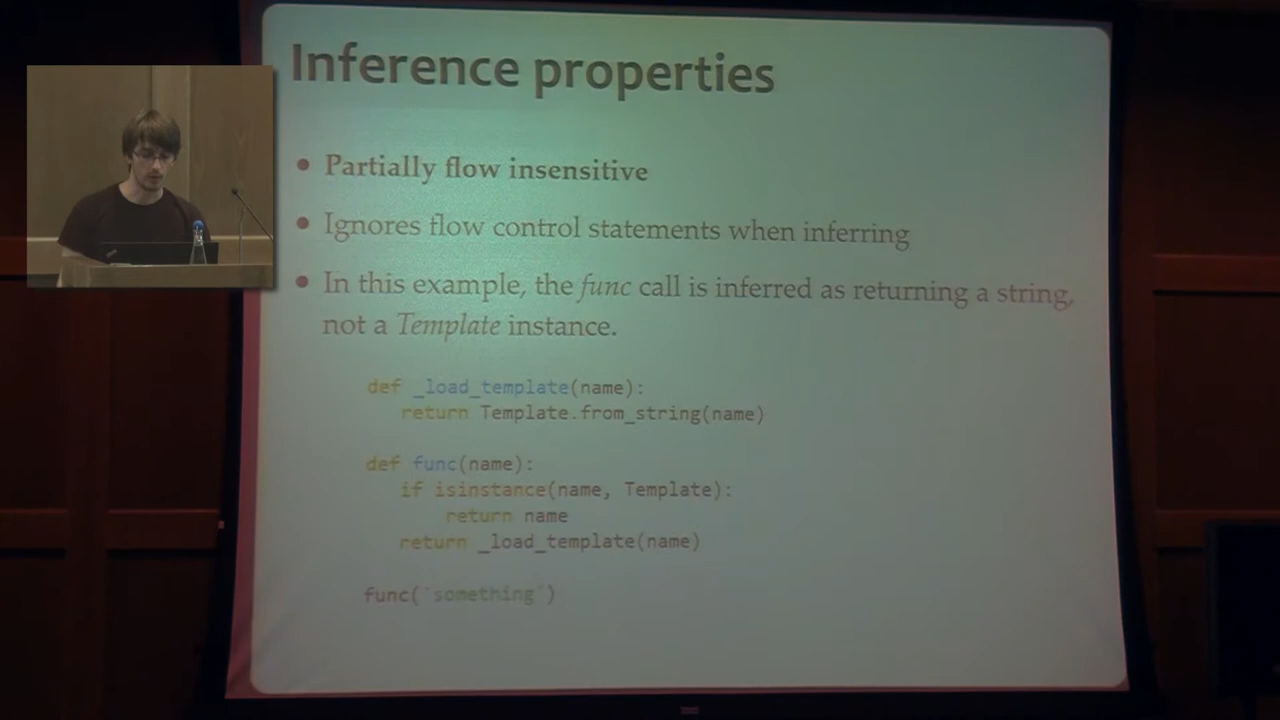 Inference properties
• Partially flow insensitive
• Ignores flow control statements when inferring
• In this example, the func call is inferred as returning a string,
not a Template instance.
def _load_template(name):
return Template.from_string(name)
def func(name):
if isinstance(name, Template):
return name
return _load_template(name)
func(`something`)